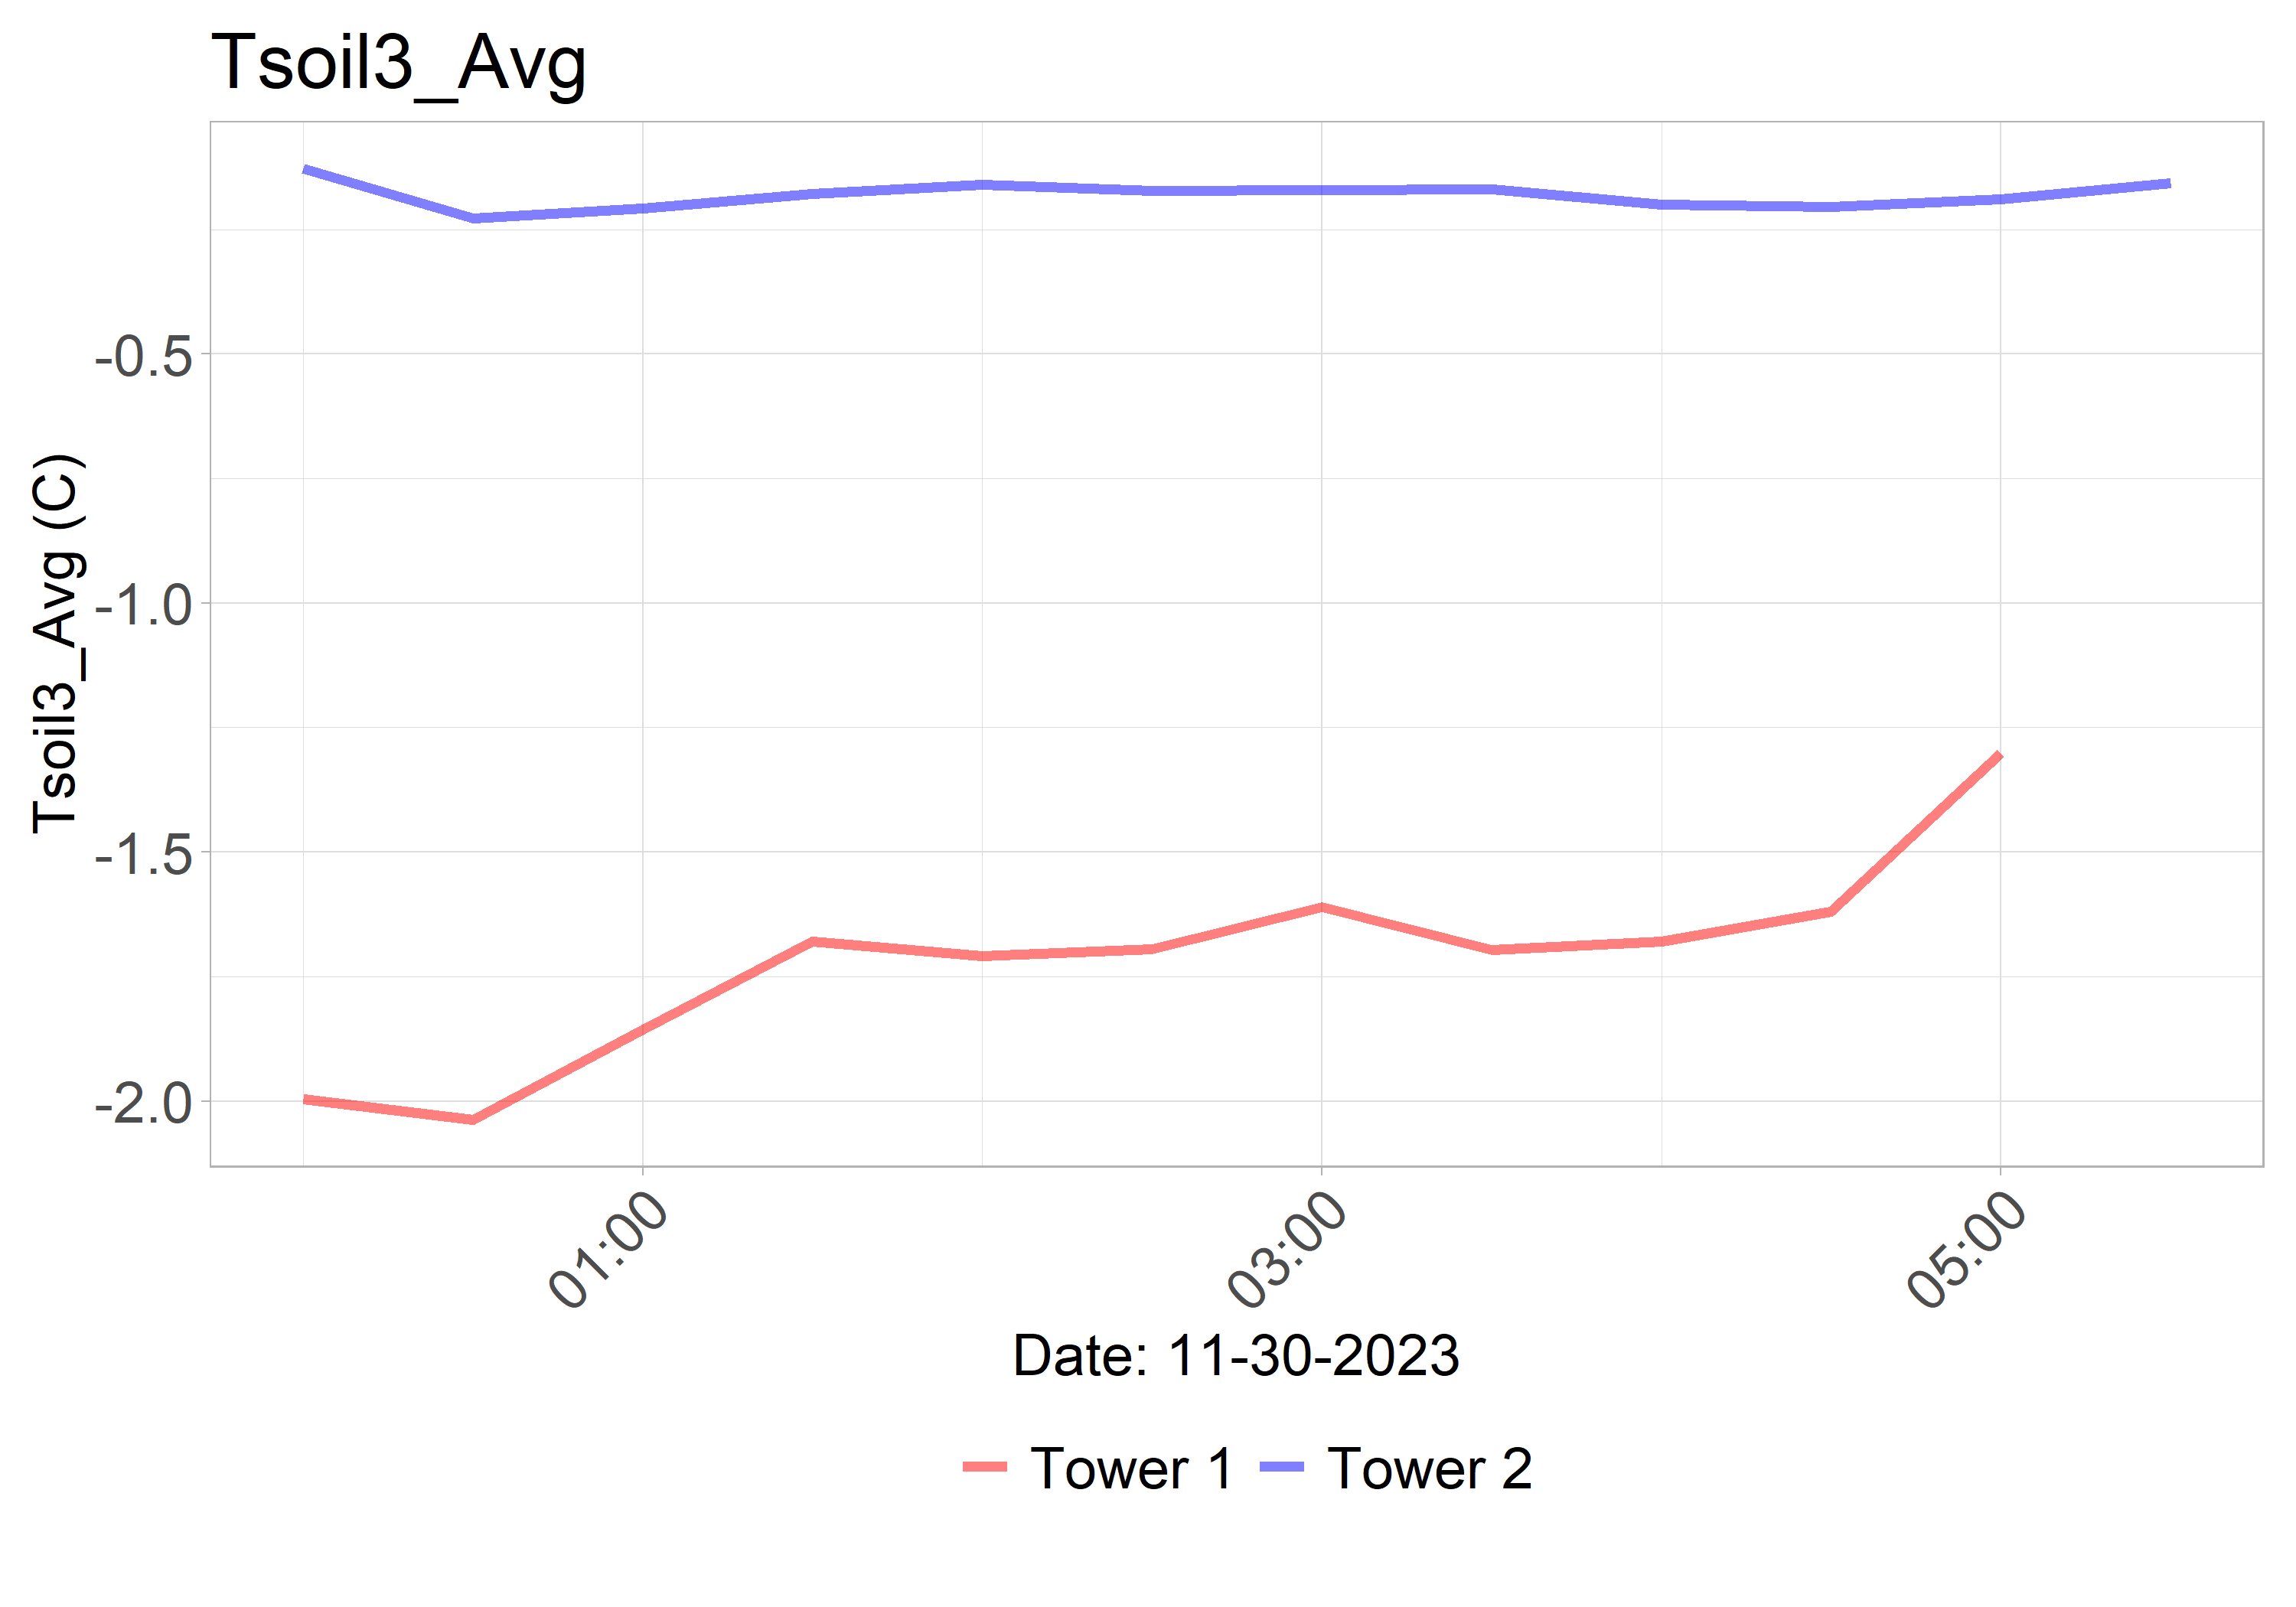 Tsoil3_Avg
Tsoil3_Avg (C)
-0.5
-1.0
-1.5
-2.0
01:00
03:00
05:00
Date: 11-30-2023
Tower 1
Tower 2